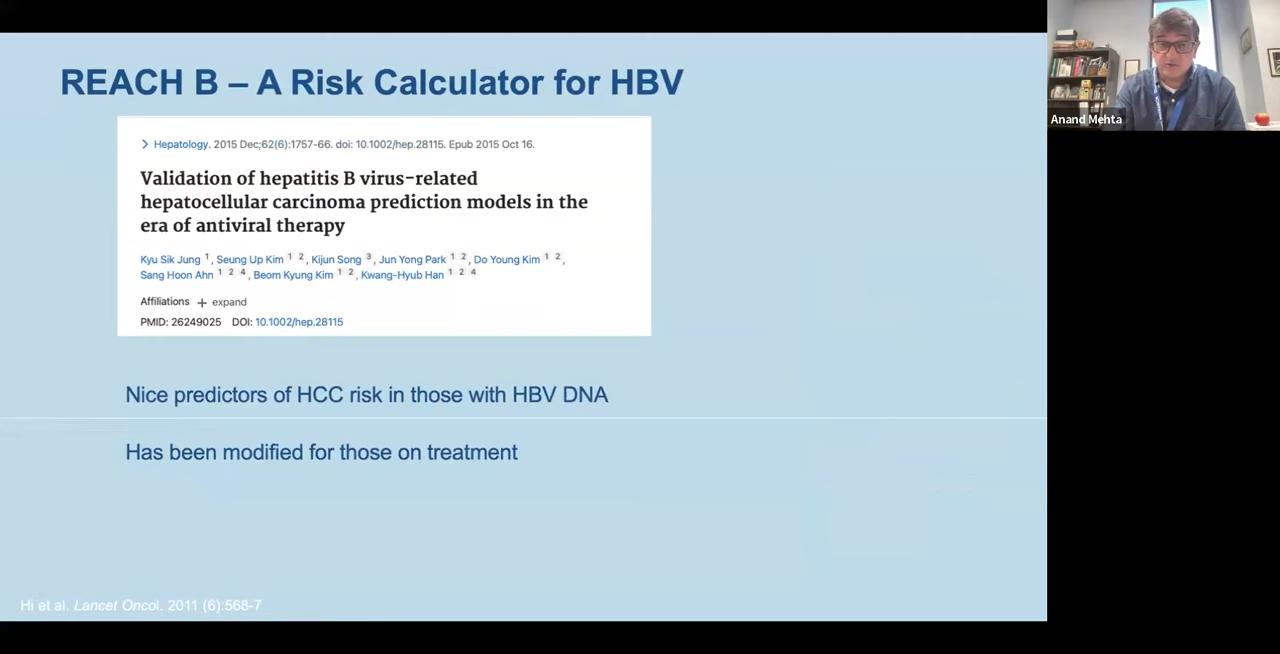 REACH B – A Risk Calculator for HBV
Hepatology. 2015 Dec;62(6):1757-66. doi: 10.1002/hep.28115. Epub 2015 Oct 16.
Validation of hepatitis B virus-related
hepatocellular carcinoma prediction models in the
era of antiviral therapy
Kyu Sik Jung 1, Seung Up Kim 1 2, Kijun Song 3, Jun Yong Park 1 2, Do Young Kim 1 2,
Sang Hoon Ahn 1 2 4, Beom Kyung Kim 1 2, Kwang-Hyub Han 1 2 4
Affiliations + expand
PMID: 26249025 DOI: 10.1002/hep.28115
Nice predictors of HCC risk in those with HBV DNA
Has been modified for those on treatment
Hi et al. Lancet Oncol. 2011 (6):568-7
Anand Mehta